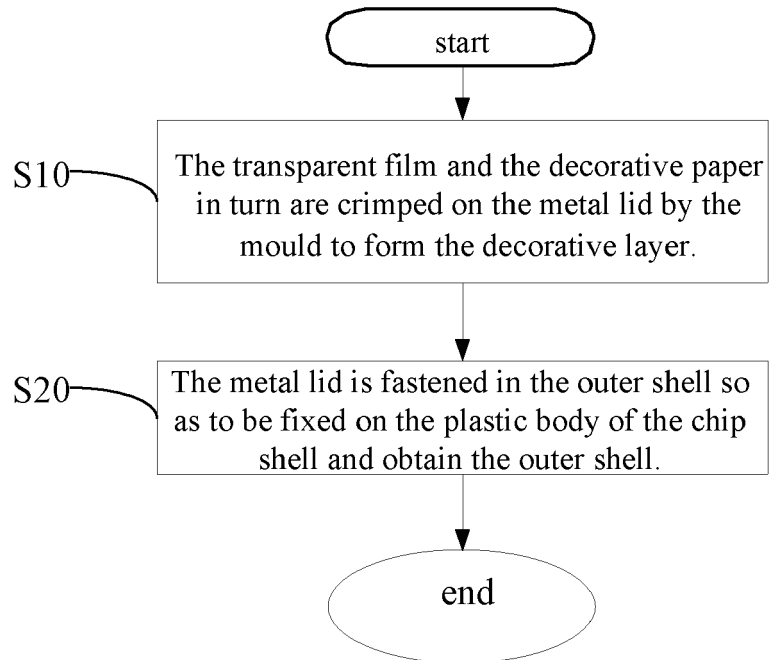 start
S10
The transparent film and the decorative paper
in turn are crimped on the metal lid by the
mould to form the decorative layer.
S20
The metal lid is fastened in the outer shell so
as to be fixed on the plastic body of the chip
shell and obtain the outer shell.
end